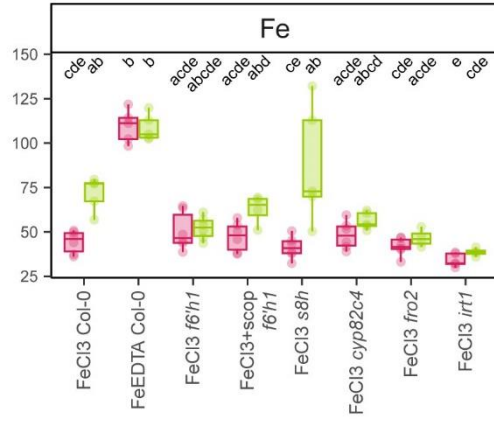 Fe
150
125
100
75
50
25
cde ab b b acde abcde acde abd ce ab acde abcd cde acde e cde
FeCl3 Col-0
FeEDTA Col-0
FeCl3 f6'h1
FeCl3+scop
f6'h1
FeCl3 s8h
FeCl3 cyp82c4
FeCl3 fro2
FeCl3 irt1